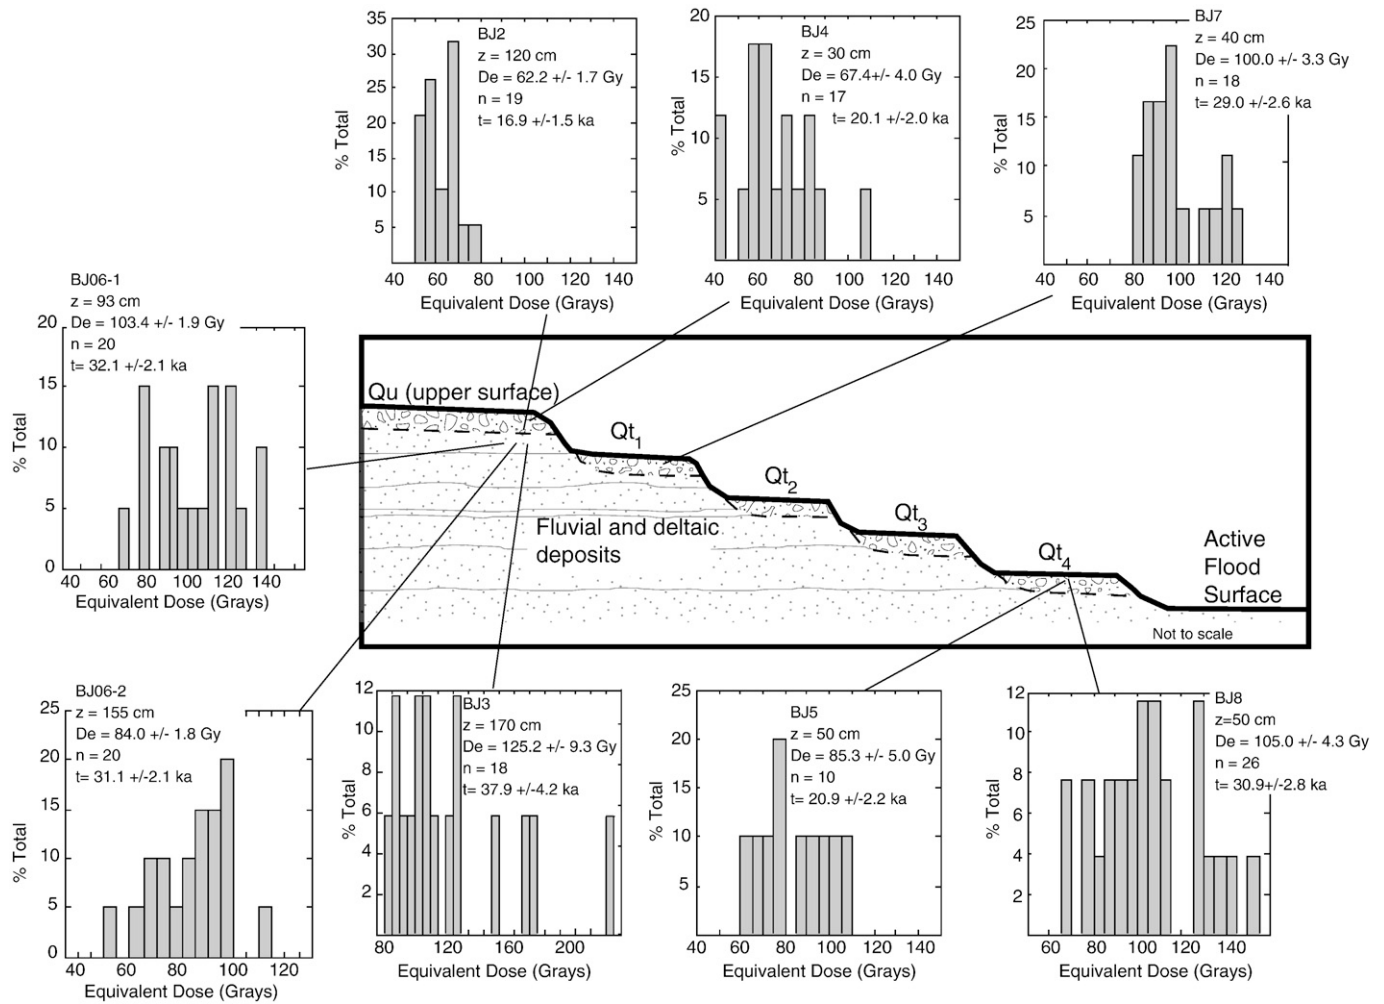 BJ2
z = 120 cm
De = 62.2 +/- 1.7 Gy
n = 19
t= 16.9 +/-1.5 ka
35
30
25
20
15
10
5
% Total
40 60 80 100 120 140
Equivalent Dose (Grays)
BJ4
z = 30 cm
De = 67.4+/- 4.0 Gy
n = 17
t= 20.1 +/-2.0 ka
20
15
10
5
% Total
40 60 80 100 120 140
Equivalent Dose (Grays)
BJ7
z = 40 cm
De = 100.0 +/- 3.3 Gy
n = 18
t= 29.0 +/-2.6 ka
25
20
15
10
5
% Total
40 60 80 100 120 140
Equivalent Dose (Grays)
BJ06-1
z = 93 cm
De = 103.4 +/- 1.9 Gy
n = 20
t= 32.1 +/-2.1 ka
20
15
10
5
0
% Total
40 60 80 100 120 140
Equivalent Dose (Grays)
Qu (upper surface)
Qt1
Qt2
Qt3
Qt4
Fluvial and deltaic
deposits
Active
Flood
Surface
Not to scale
BJ06-2
z = 155 cm
De = 84.0 +/- 1.8 Gy
n = 20
t= 31.1 +/-2.1 ka
25
20
15
10
5
0
% Total
40 60 80 100 120
Equivalent Dose (Grays)
BJ3
z = 170 cm
De = 125.2 +/- 9.3 Gy
n = 18
t= 37.9 +/-4.2 ka
12
10
8
6
4
2
% Total
80 120 160 200
Equivalent Dose (Grays)
BJ5
z = 50 cm
De = 85.3 +/- 5.0 Gy
n = 10
t= 20.9 +/-2.2 ka
25
20
15
10
5
% Total
40 60 80 100 120 140
Equivalent Dose (Grays)
BJ8
z=50 cm
De = 105.0 +/- 4.3 Gy
n = 26
t= 30.9+/-2.8 ka
12
10
8
6
4
2
% Total
60 80 100 120 140
Equivalent Dose (Grays)